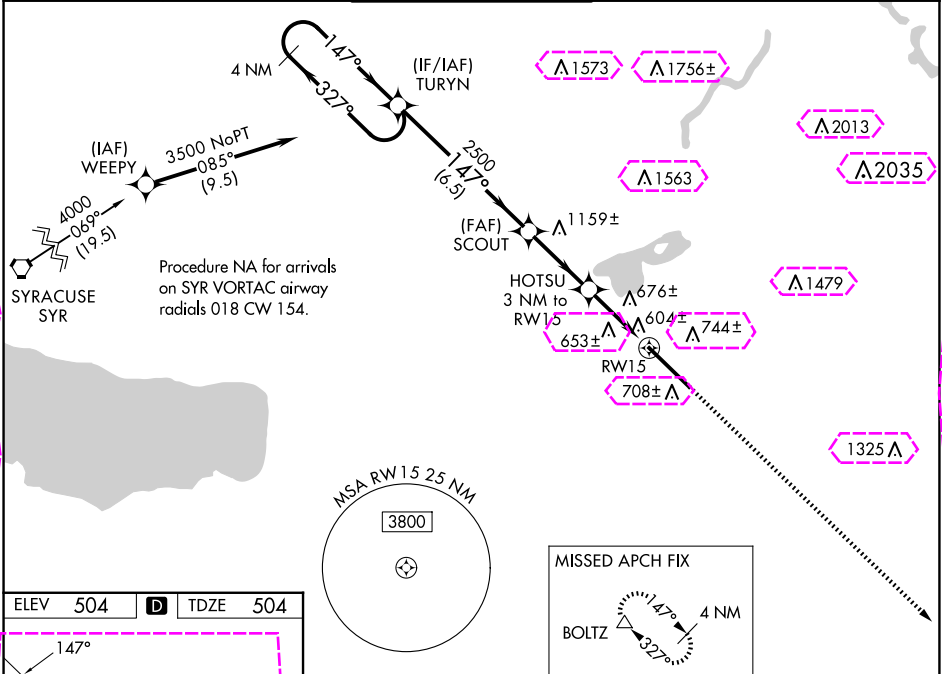 147°
4 NM
327°
(IF/IAF)
TURYN
1573
1756±
2013
2035
1563
1479
(IAF)
WEEPY
3500 NoPT
085°
(9.5)
4000
069°
(19.5)
SYRACUSE
SYR
Procedure NA for arrivals
on SYR VORTAC airway
radials 018 CW 154.
2500
147°
(6.5)
(FAF)
SCOUT
1159±
HOTSU
3 NM to
RW15
676±
604±
653±
744±
RW15
708±
1325
MSA RW15 25 NM
3800
MISSED APCH FIX
147°
4 NM
BOLTZ
327°
ELEV 504 D TDZE 504
147°